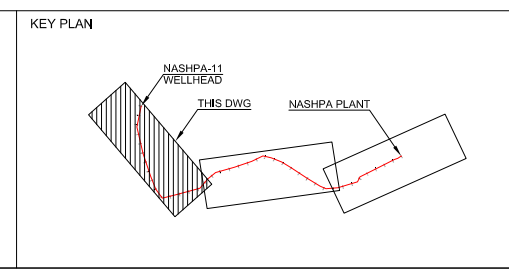 KEY PLAN
NASHPA-11
WELLHEAD
THIS DWG
NASHPA PLANT